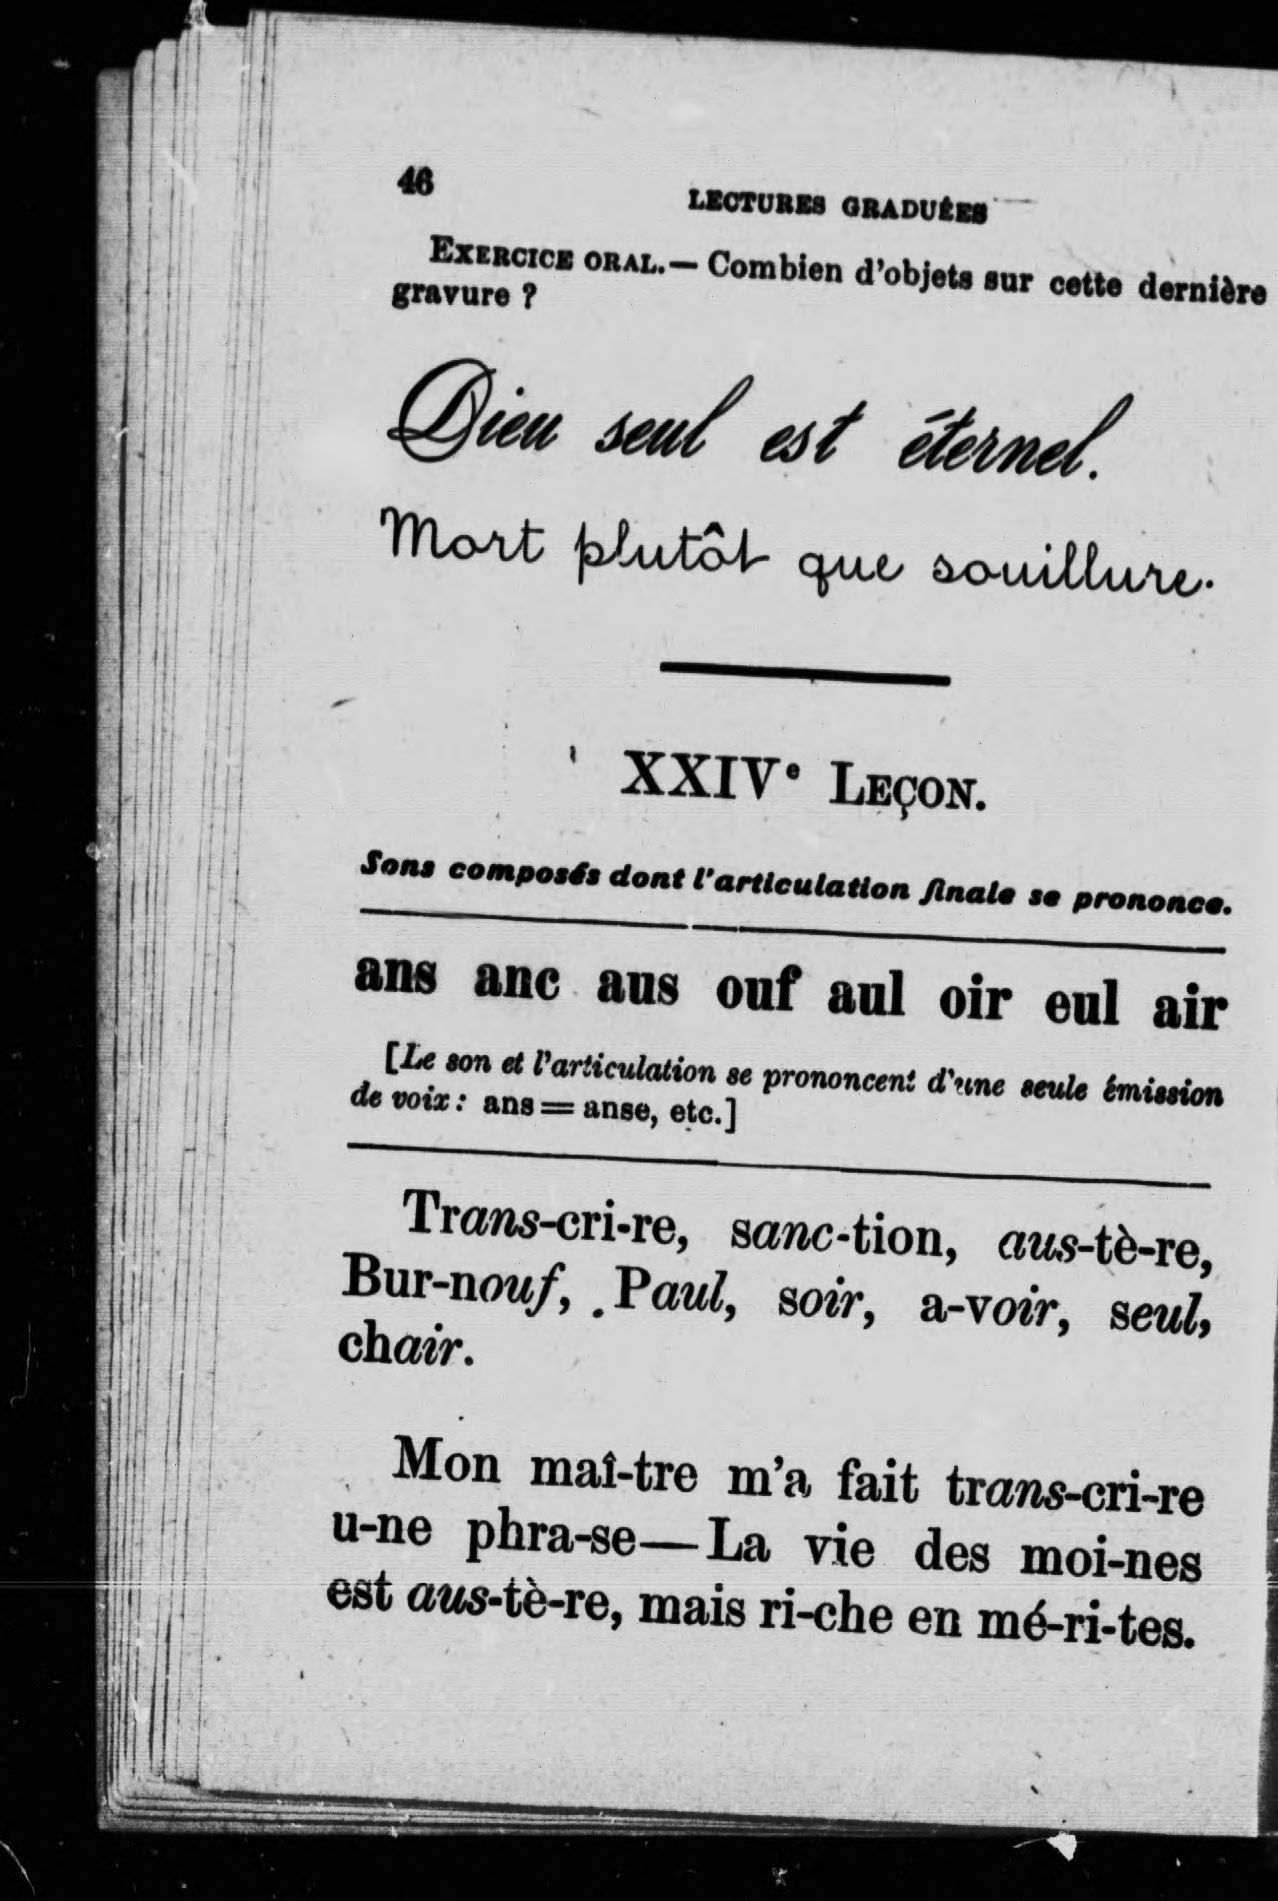 46
LECTURES GRADUÉES
EXERCICE ORAL.— Combien d'objets sur cette dernière
gravure ?
Dieu seul est éternel.
Mort plutôt que souillure.
XXIVe LEÇON.
Sons composés dont l'articulation finale se prononce.
ans anc aus ouf aul oir eul air
[Le son et l'articulation se prononcent d'une seule émission
de voix : ans = anse, etc.]
Trans-cri-re, sanc-tion, aus-tè-re,
Bur-nouf, Paul, soir, a-voir, seul,
chair.
Mon maî-tre m'a fait trans-cri-re
u-ne phra-se—La vie des moi-nes
est aus-tè-re, mais ri-che en mé-ri-tes.